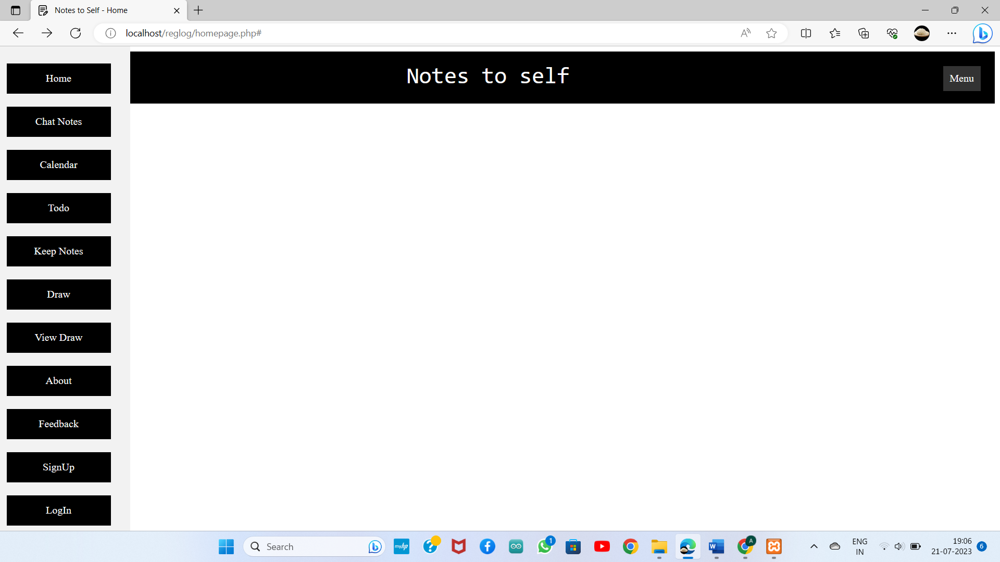 Notes to Self - Home
localhost/reglog/homepage.php#
Home
Chat Notes
Calendar
Todo
Keep Notes
Draw
View Draw
About
Feedback
SignUp
LogIn
Notes to self
Menu
Search
myhp
1
A
ENG
IN
19:06
21-07-2023
6